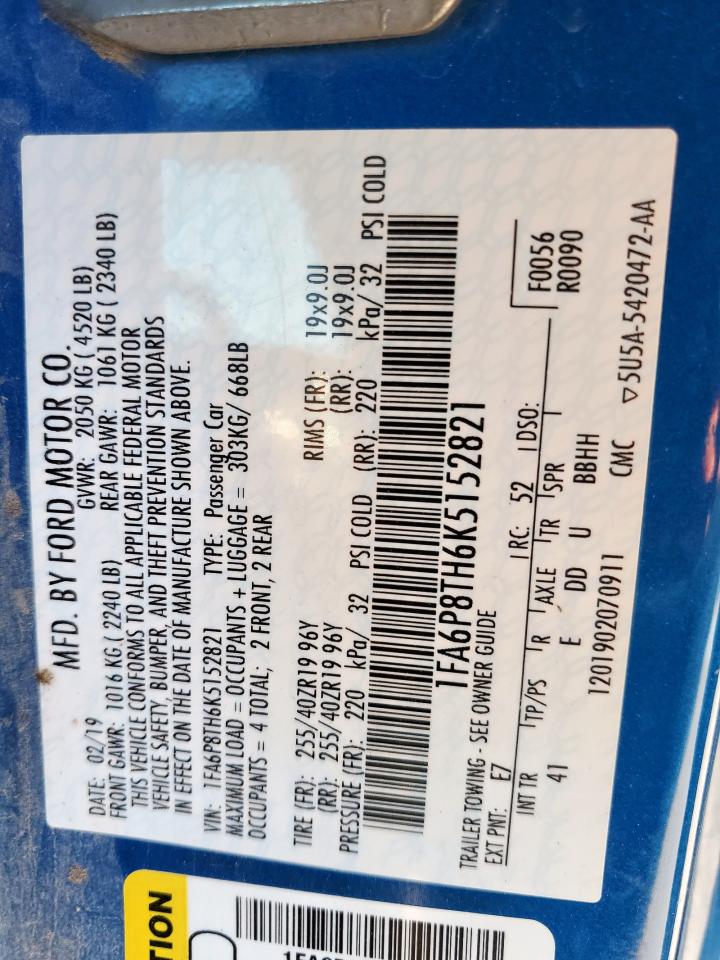 MFD. BY FORD MOTOR CO.
DATE: 02/19 GVWR: 2050 KG ( 4520 LB)
FRONT GAWR: 1016 KG ( 2240 LB) REAR GAWR: 1061 KG ( 2340 LB)
THIS VEHICLE CONFORMS TO ALL APPLICABLE FEDERAL MOTOR
VEHICLE SAFETY, BUMPER, AND THEFT PREVENTION STANDARDS
IN EFFECT ON THE DATE OF MANUFACTURE SHOWN ABOVE.
VIN: 1FA6P8TH6K5152821 TYPE: Passenger Car
MAXIMUM LOAD = OCCUPANTS + LUGGAGE = 303KG/ 668LB
OCCUPANTS = 4 TOTAL; 2 FRONT, 2 REAR
TIRE (FR): 255/40ZR19 96Y RIMS (FR): 19x9.0J
(RR): 255/40ZR19 96Y (RR): 19x9.0J
PRESSURE (FR): 220 kPa/ 32 PSI COLD (RR): 220 kPa/ 32 PSI COLD
1FA6P8TH6K5152821
TRAILER TOWING - SEE OWNER GUIDE
EXT PNT: E7 RC: 52 DSO: F0056
R0090
INT TR TP/PS R AXLE TR SPR
41 E DD U BBHH
1201902070911 CMC ▽5U5A-5420472-AA